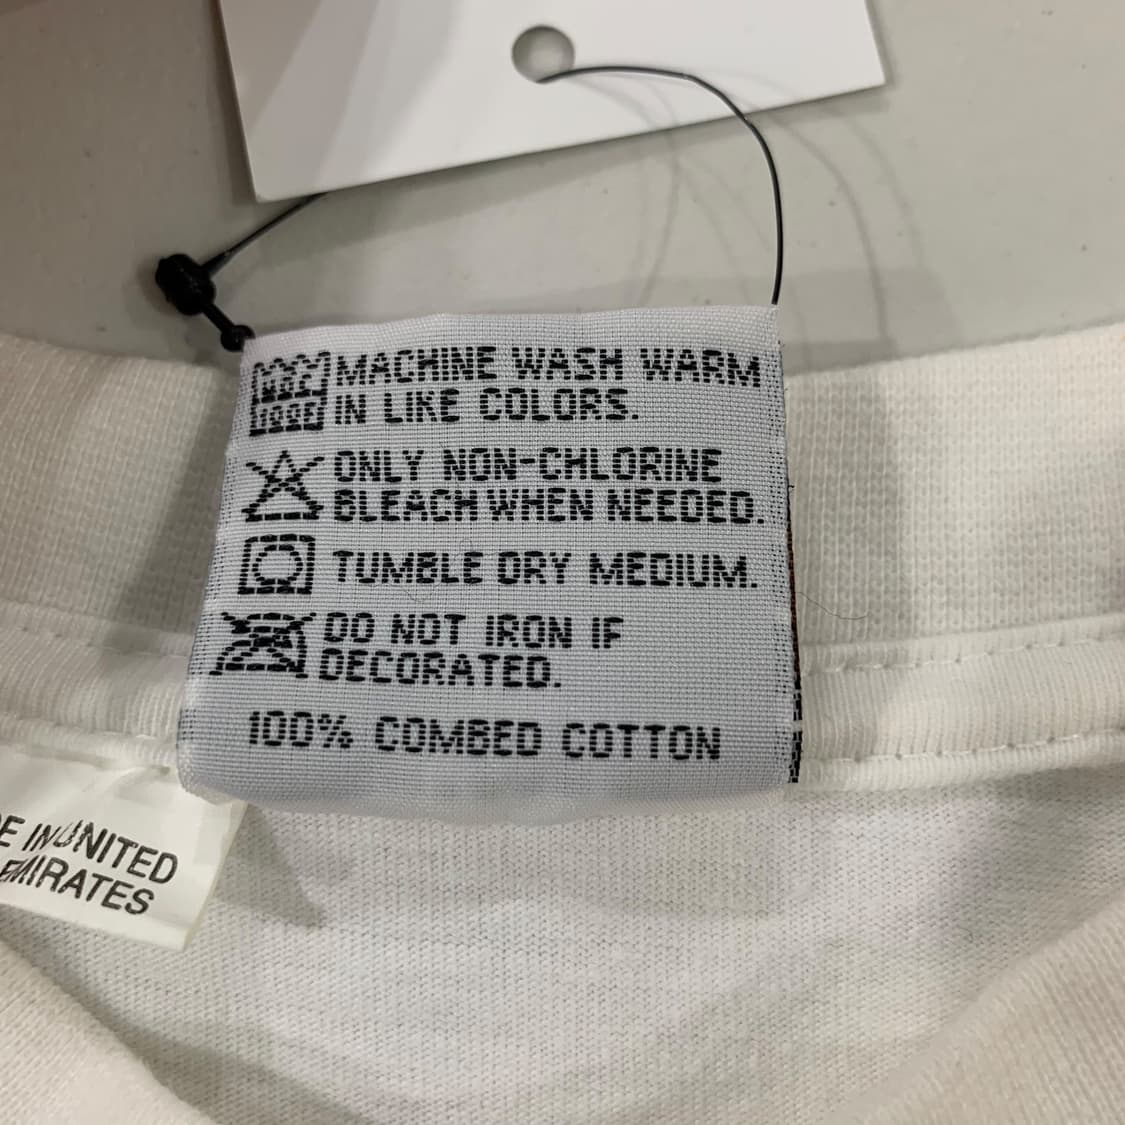 MACHINE WASH WARM
IN LIKE COLORS.
ONLY NON-CHLORINE
BLEACH WHEN NEEDED.
TUMBLE DRY MEDIUM.
DO NOT IRON IF
DECORATED.
100% COMBED COTTON
IN UNITED
EMIRATES